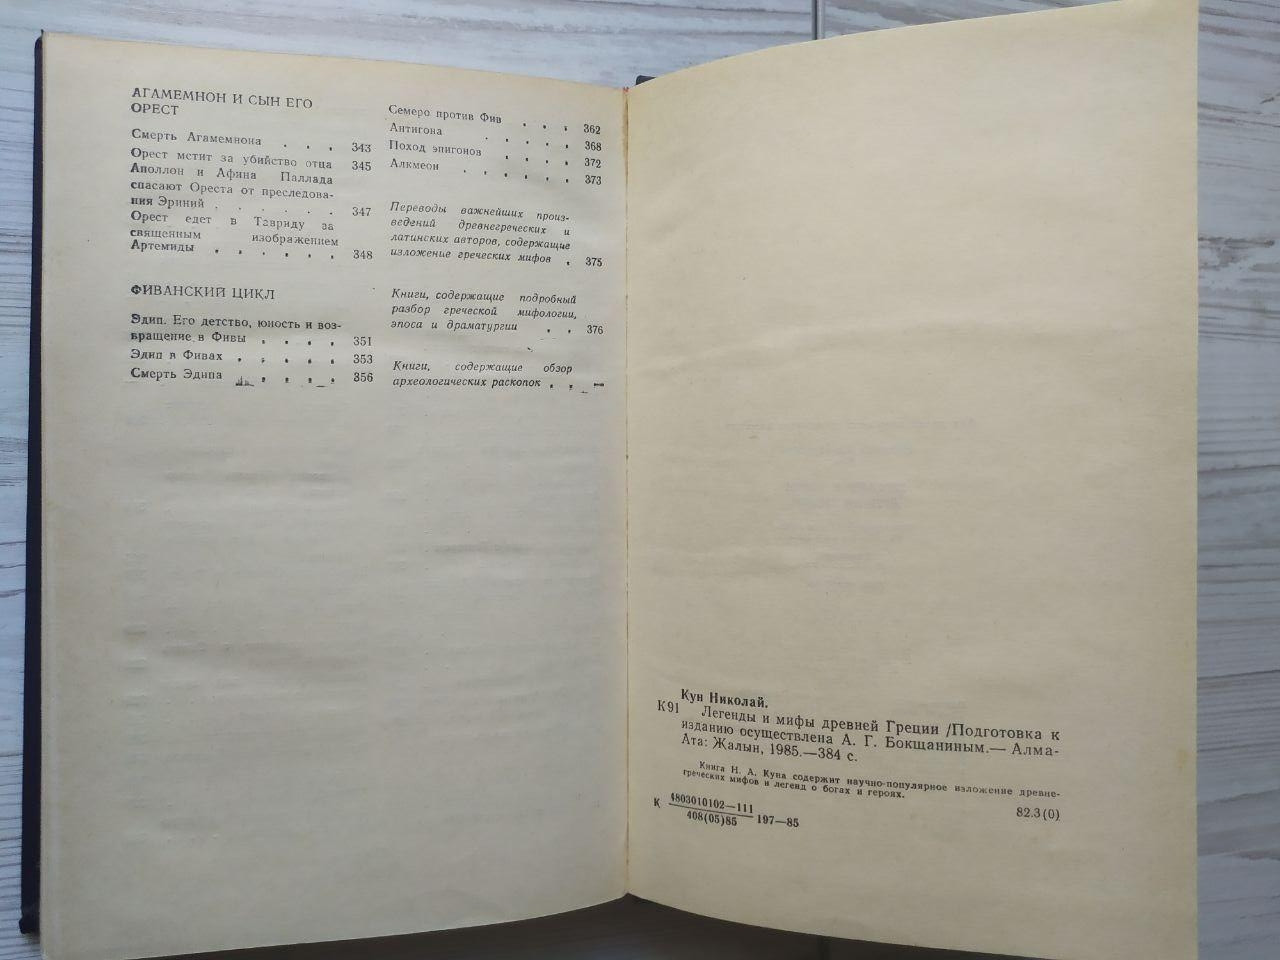 АГАМЕМНОН И СЫН ЕГО
ОРЕСТ
Смерть Агамемнона . . . 343
Орест мстит за убийство отца 345
Аполлон и Афина Паллада
спасают Ореста от преследова-
ния Эриний . . . . . . 347
Орест едет в Тавриду за
священным изображением
Артемиды . . . . . . 348
ФИВАНСКИЙ ЦИКЛ
Эдип. Его детство, юность и воз-
вращение в Фивы . . . . 351
Эдип в Фивах . . . . . 353
Смерть Эдипа . . . . . 356
Семеро против Фив . . . 362
Антигона . . . . . 368
Поход эпигонов . . . . 372
Алкмеон . . . . . . 373
Переводы важнейших произ-
ведений древнегреческих и
латинских авторов, содержащие
изложение греческих мифов . 375
Книги, содержащие подробный
разбор греческой мифологии,
эпоса и драматургии . . 376
Книги, содержащие обзор
археологических раскопок . . —
Кун Николай.
К91 Легенды и мифы древней Греции /Подготовка к
изданию осуществлена А. Г. Бокщаниным.— Алма-
Ата: Жалын, 1985.—384 с.
Книга Н. А. Куна содержит научно-популярное изложение древне-
греческих мифов и легенд о богах и героях.
82.3(0)
К 4803010102—111
408(05)85 197—85